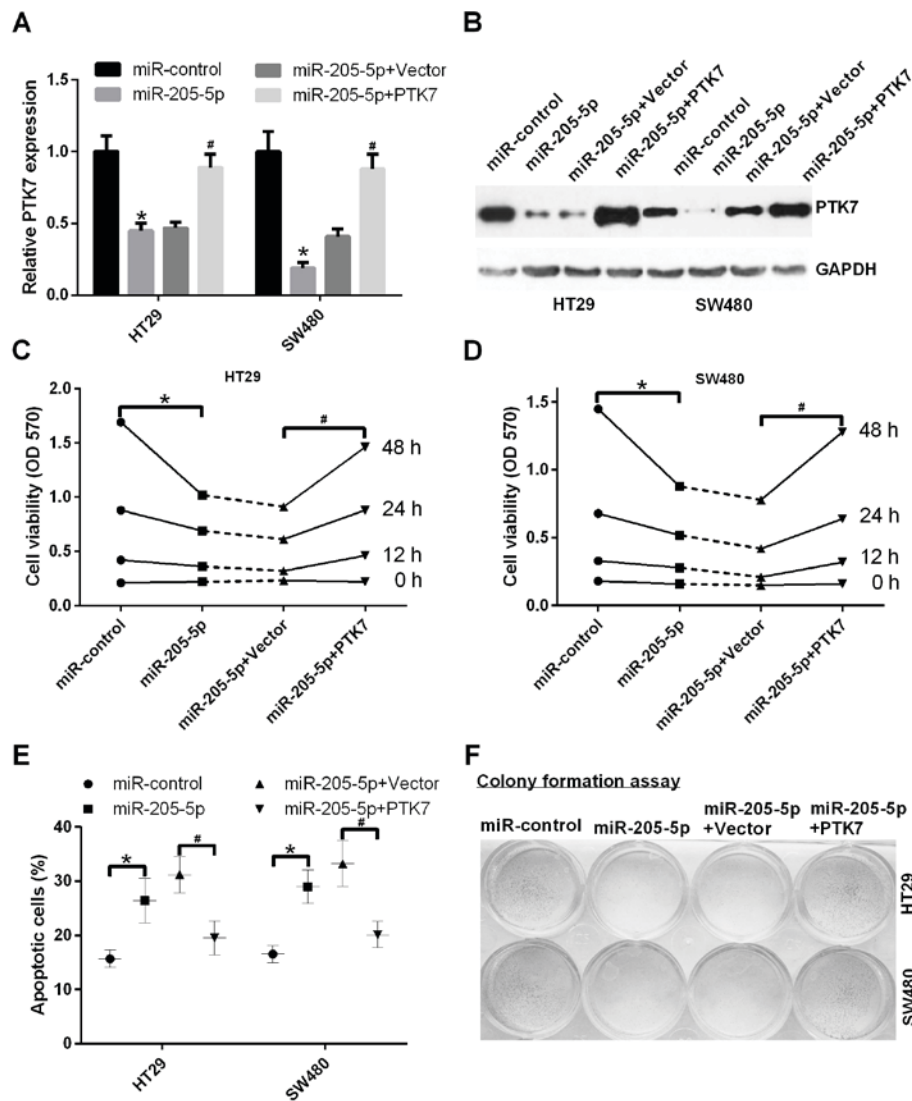 A
miR-control
miR-205-5p+Vector
miR-205-5p
miR-205-5p+PTK7
Relative PTK7 expression
1.5
1.0
0.5
0.0
*
#
*
#
HT29
SW480
B
miR-control
miR-205-5p
miR-205-5p+Vector
miR-205-5p+PTK7
miR-control
miR-205-5p
miR-205-5p+Vector
miR-205-5p+PTK7
PTK7
GAPDH
HT29
SW480
C
HT29
Cell viability (OD 570)
2.0
1.5
1.0
0.5
0.0
*
#
48 h
24 h
12 h
0 h
miR-control
miR-205-5p
miR-205-5p+Vector
miR-205-5p+PTK7
D
SW480
Cell viability (OD 570)
1.5
1.0
0.5
0.0
*
#
48 h
24 h
12 h
0 h
miR-control
miR-205-5p
miR-205-5p+Vector
miR-205-5p+PTK7
E
miR-control
miR-205-5p+Vector
miR-205-5p
miR-205-5p+PTK7
Apoptotic cells (%)
40
30
20
10
0
*
#
*
#
HT29
SW480
F
Colony formation assay
miR-control
miR-205-5p
miR-205-5p
+Vector
miR-205-5p
+PTK7
HT29
SW480